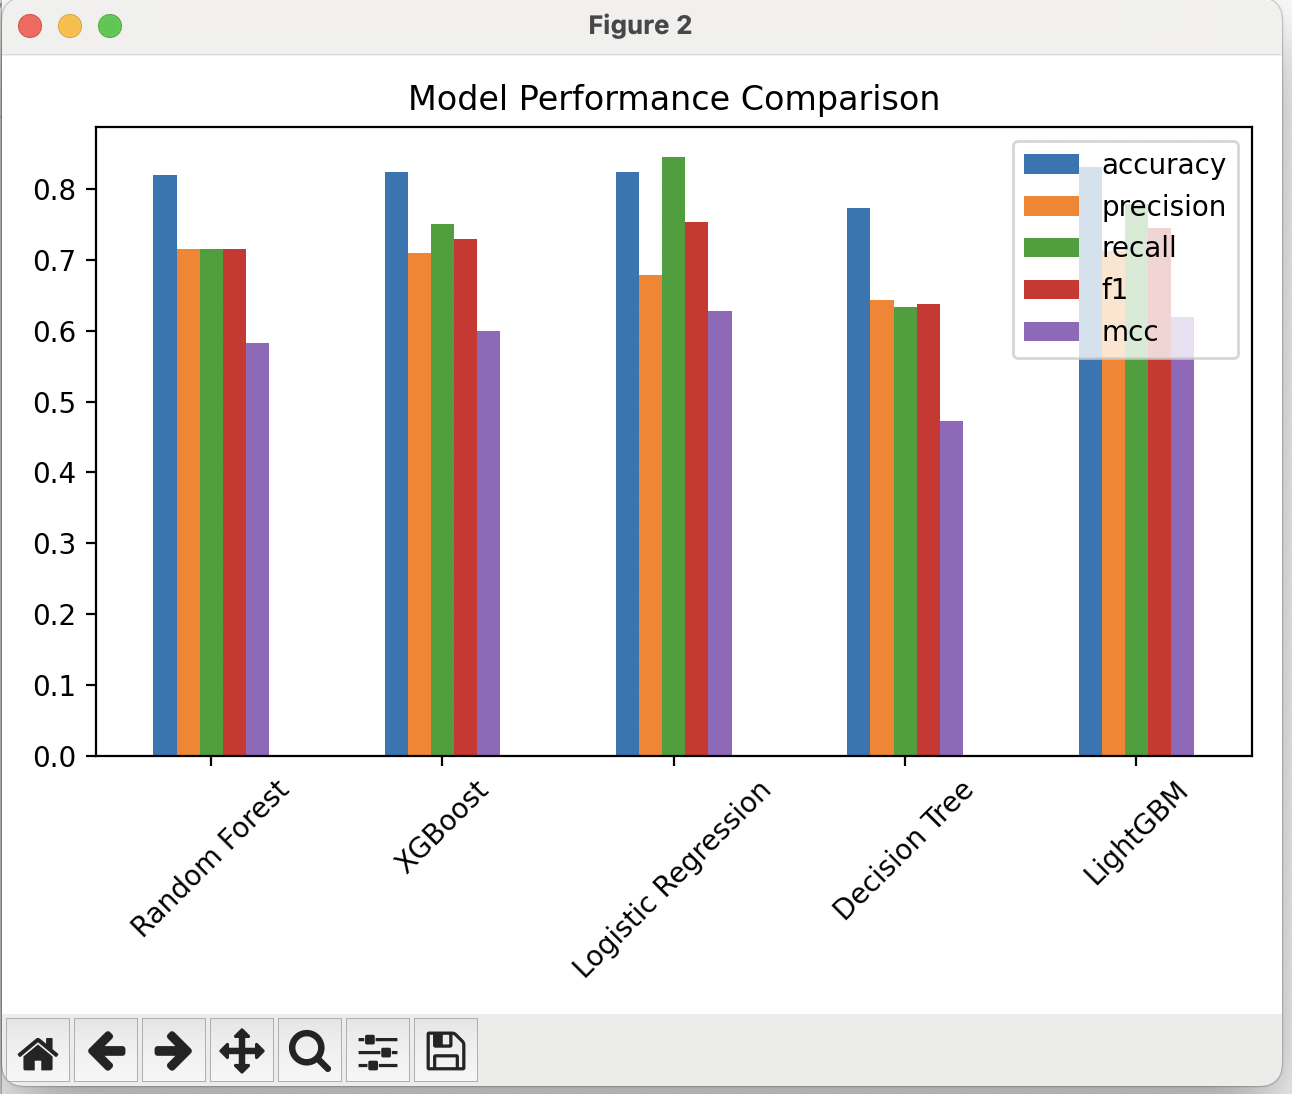 Figure 2
Model Performance Comparison
accuracy
precision
recall
f1
mcc
0.8
0.7
0.6
0.5
0.4
0.3
0.2
0.1
0.0
Random Forest
XGBoost
Logistic Regression
Decision Tree
LightGBM